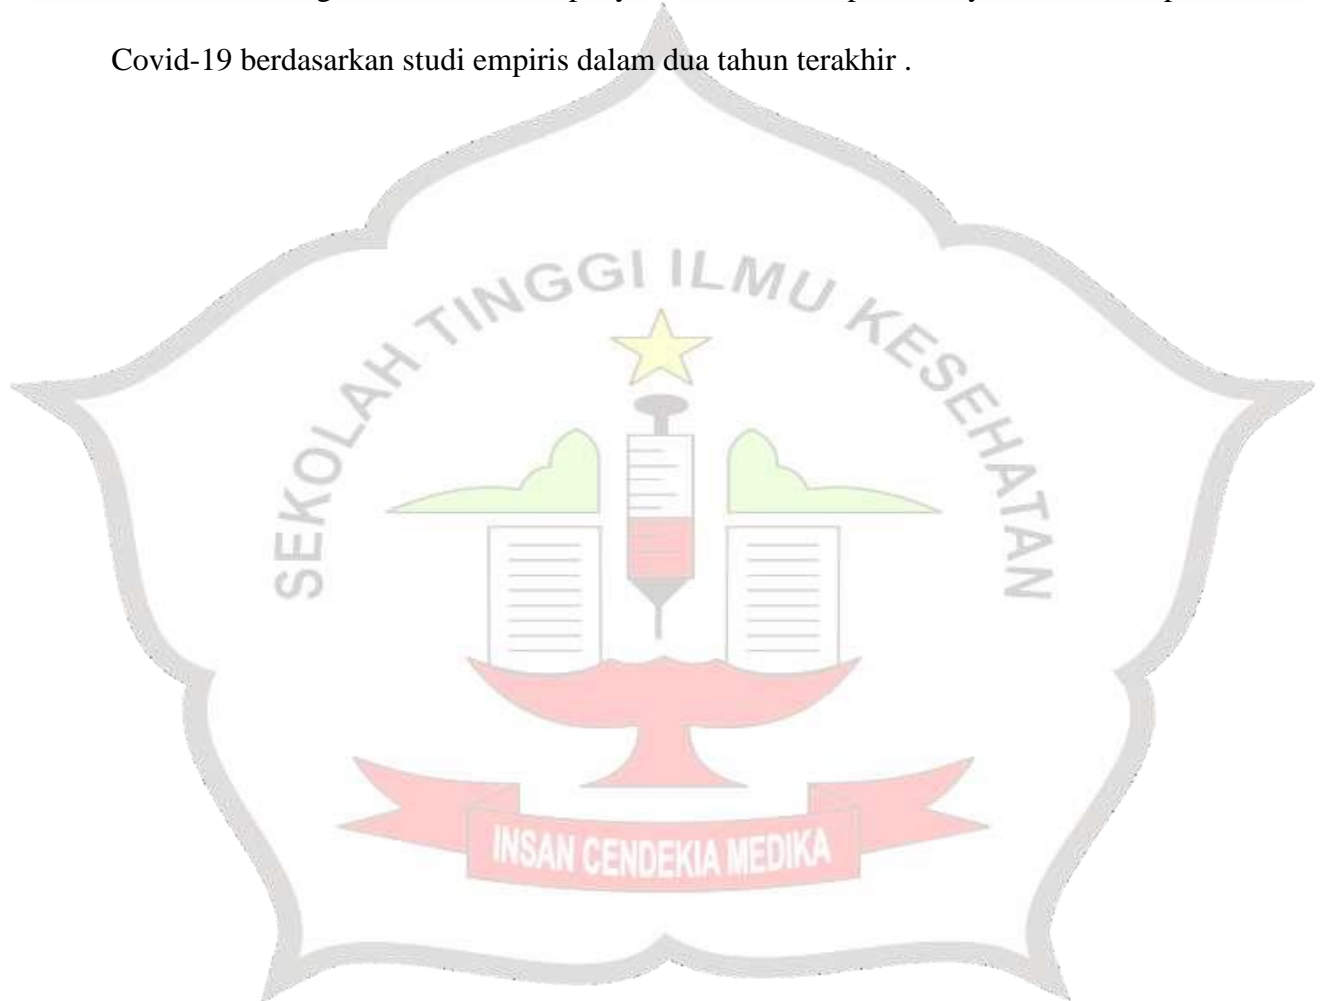 Covid-19 berdasarkan studi empiris dalam dua tahun terakhir .
SEKOLAH TINGGI ILMU KESEHATAN
INSAN CENDEKIA MEDIKA